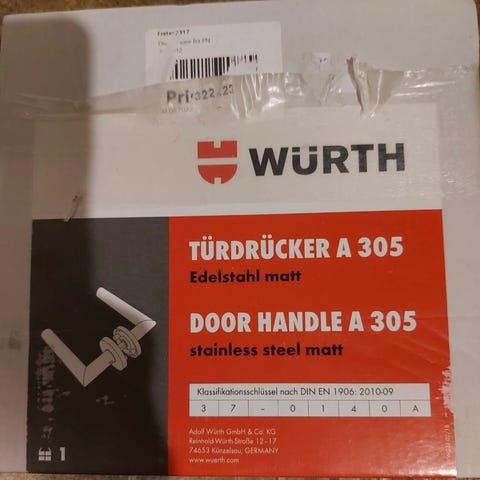 WÜRTH
TÜRDRÜCKER A 305
Edelstahl matt
DOOR HANDLE A 305
stainless steel matt
Klassifikationsschlüssel nach DIN EN 1906: 2010-09
3 7 - 0 1 4 0 A
Adolf Würth GmbH & Co. KG
Reinhold-Würth-Straße 12-17
74653 Künzelsau, GERMANY
www.wuerth.com
1